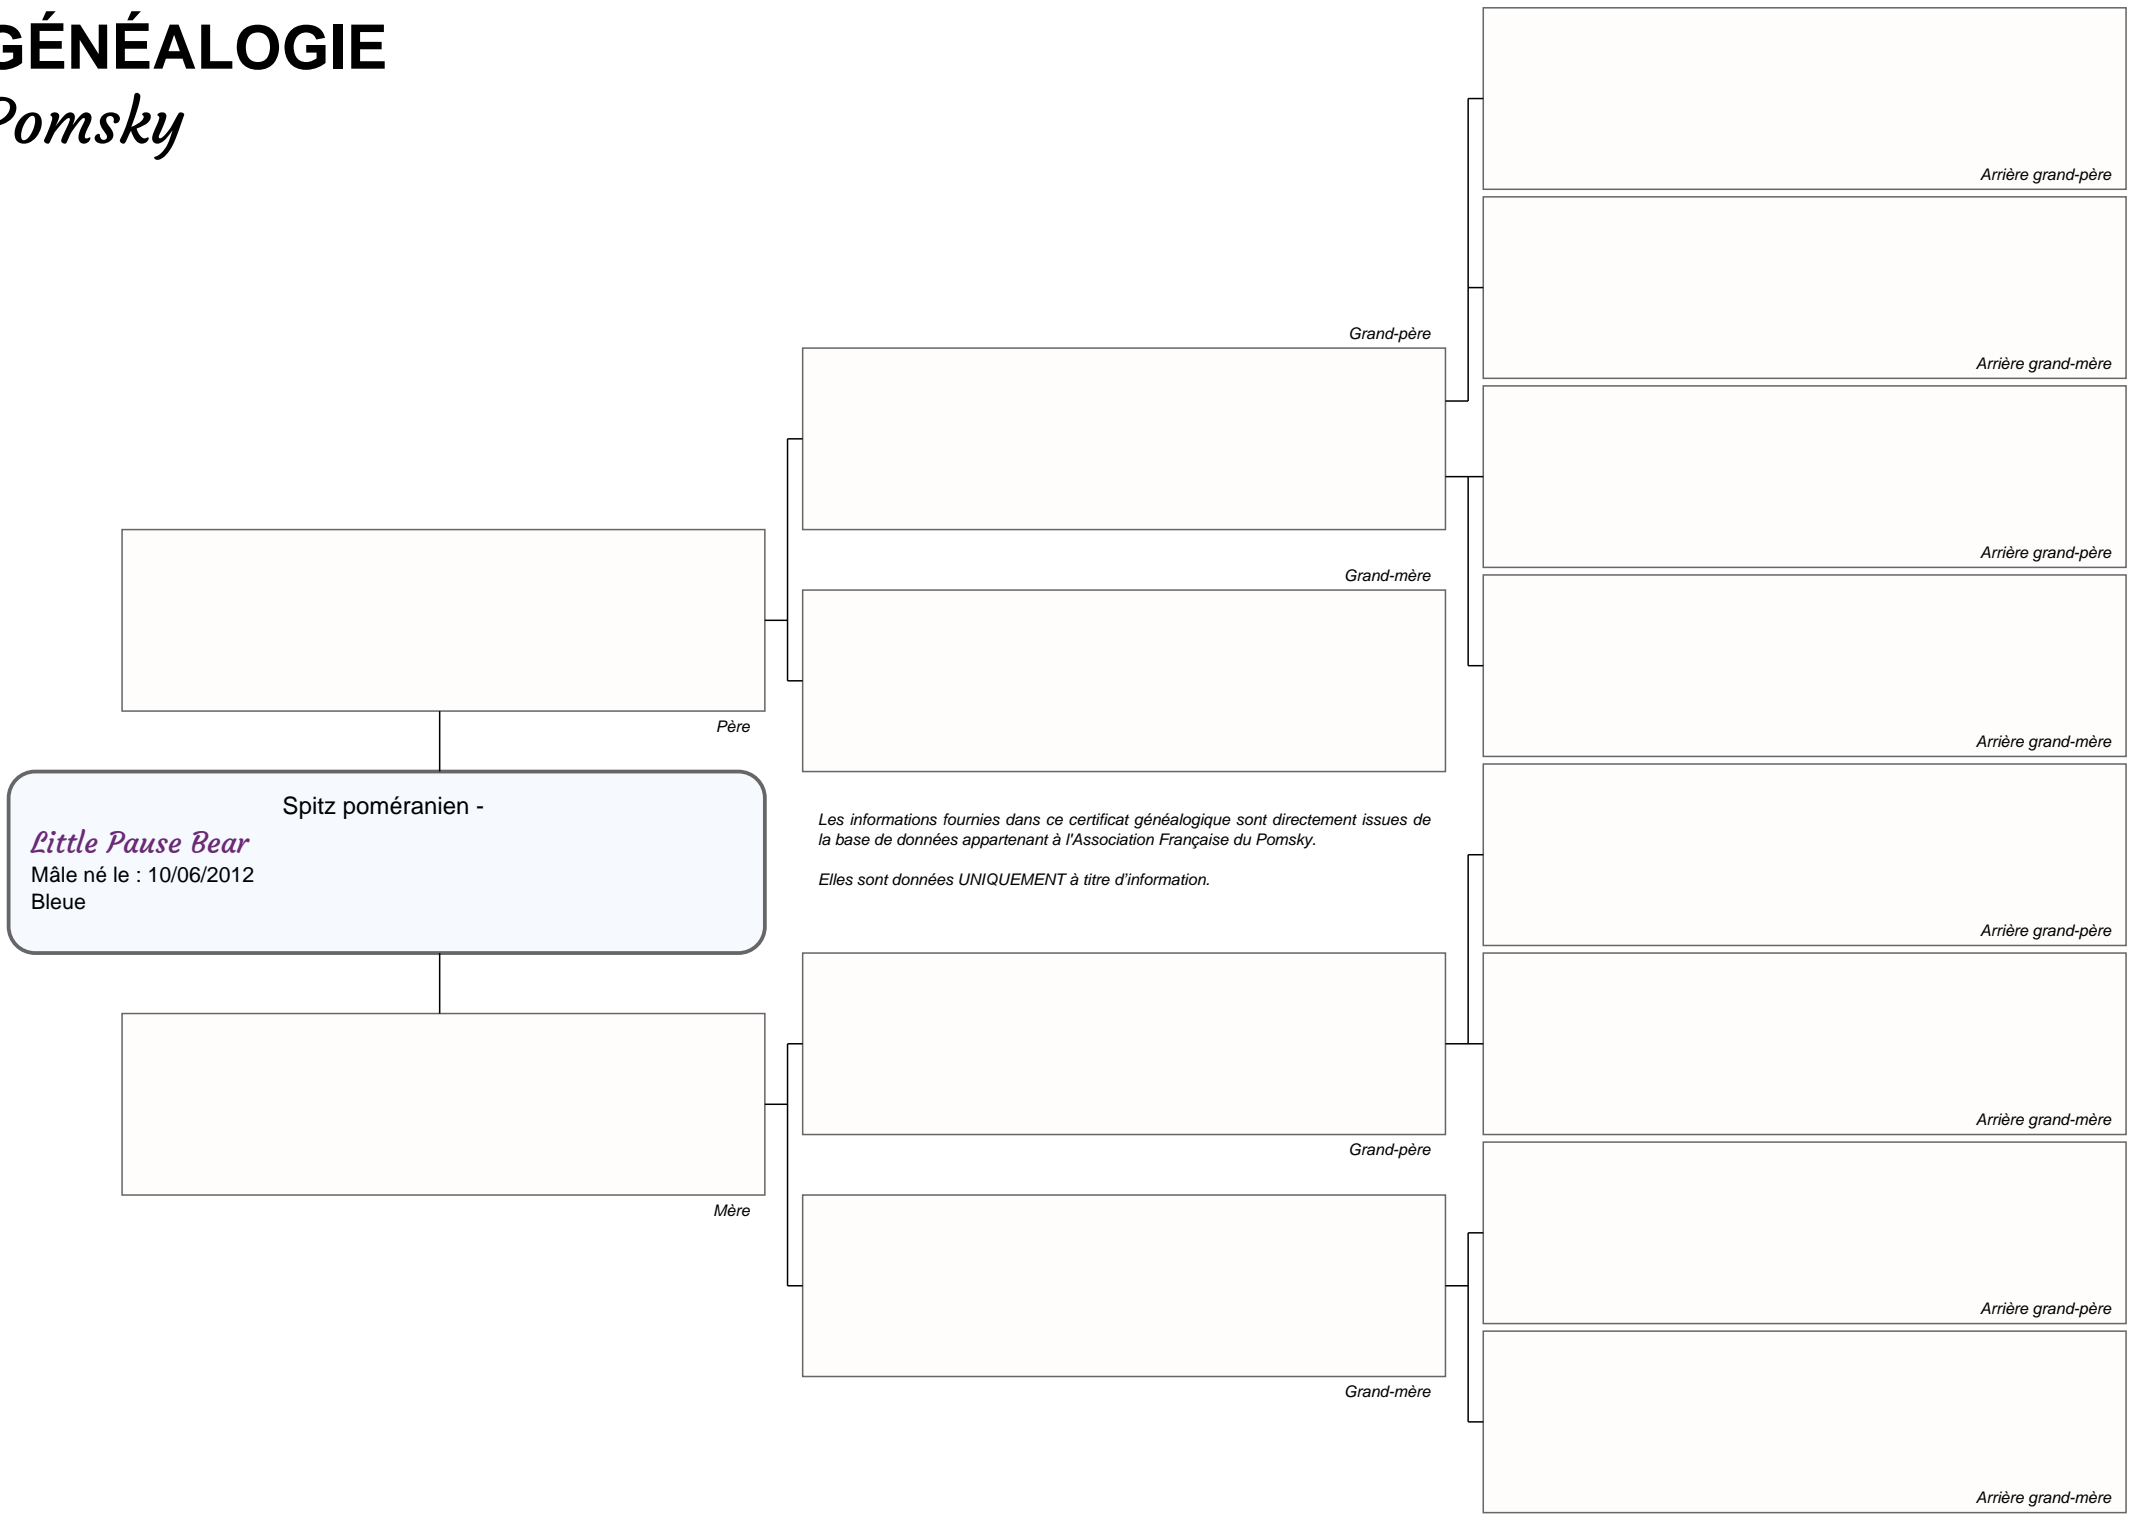 GÉNÉALOGIE
Pomsky
Arrière grand-père
Arrière grand-mère
Grand-père
Arrière grand-père
Grand-mère
Arrière grand-mère
Père
Spitz poméranien -
Little Pause Bear
Mâle né le : 10/06/2012
Bleue
Les informations fournies dans ce certificat généalogique sont directement issues de
la base de données appartenant à l'Association Française du Pomsky.
Elles sont données UNIQUEMENT à titre d'information.
Arrière grand-père
Arrière grand-mère
Grand-père
Mère
Arrière grand-père
Grand-mère
Arrière grand-mère